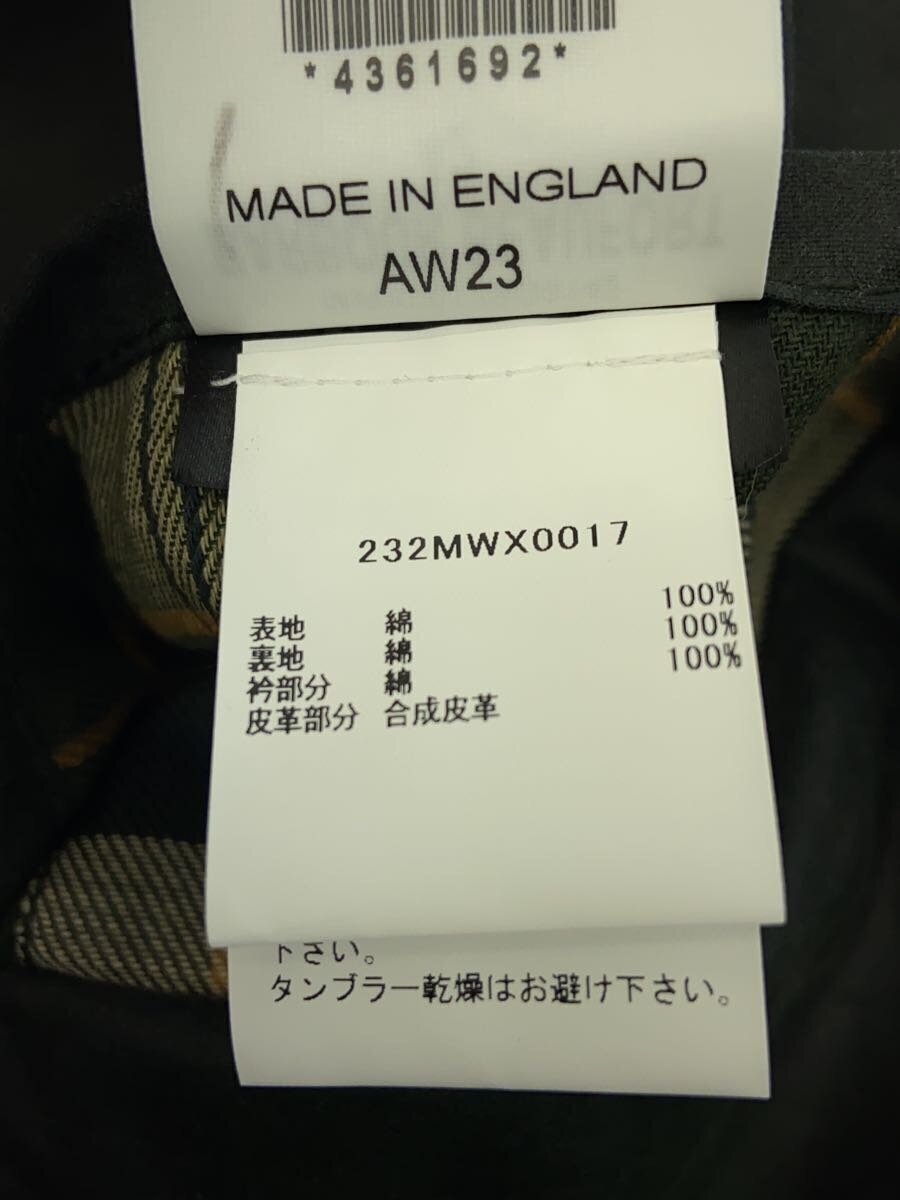 *4361692*
MADE IN ENGLAND
AW23
232MWX0017
表地 綿 100%
裏地 綿 100%
衿部分 綿 100%
皮革部分 合成皮革
下さい。
タンブラー乾燥はお避け下さい。